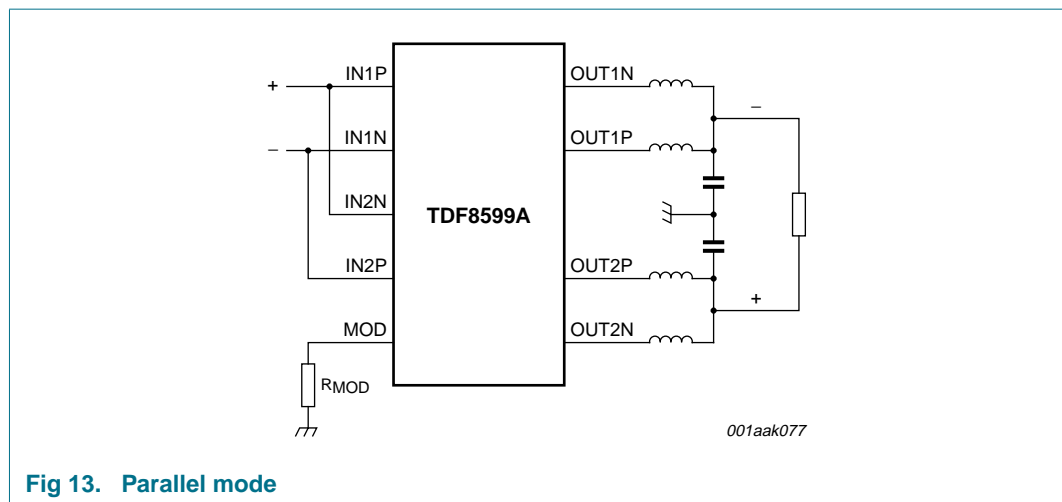 IN1P
OUT1N
+
−
IN1N
OUT1P
−
IN2N
TDF8599A
IN2P
OUT2P
+
MOD
OUT2N
RMOD
001aak077
Fig 13. Parallel mode